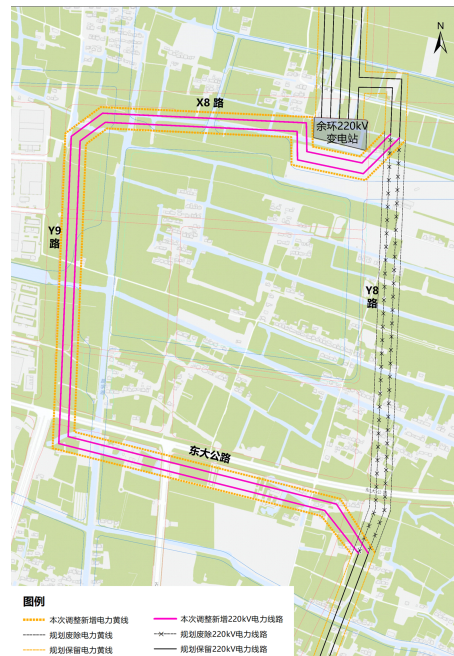 N
X8 路
余环220kV
变电站
Y9
路
Y8
路
东大公路
图例
本次调整新增电力黄线
本次调整新增220kV电力线路
规划废除电力黄线
规划废除220kV电力线路
规划保留电力黄线
规划保留220kV电力线路